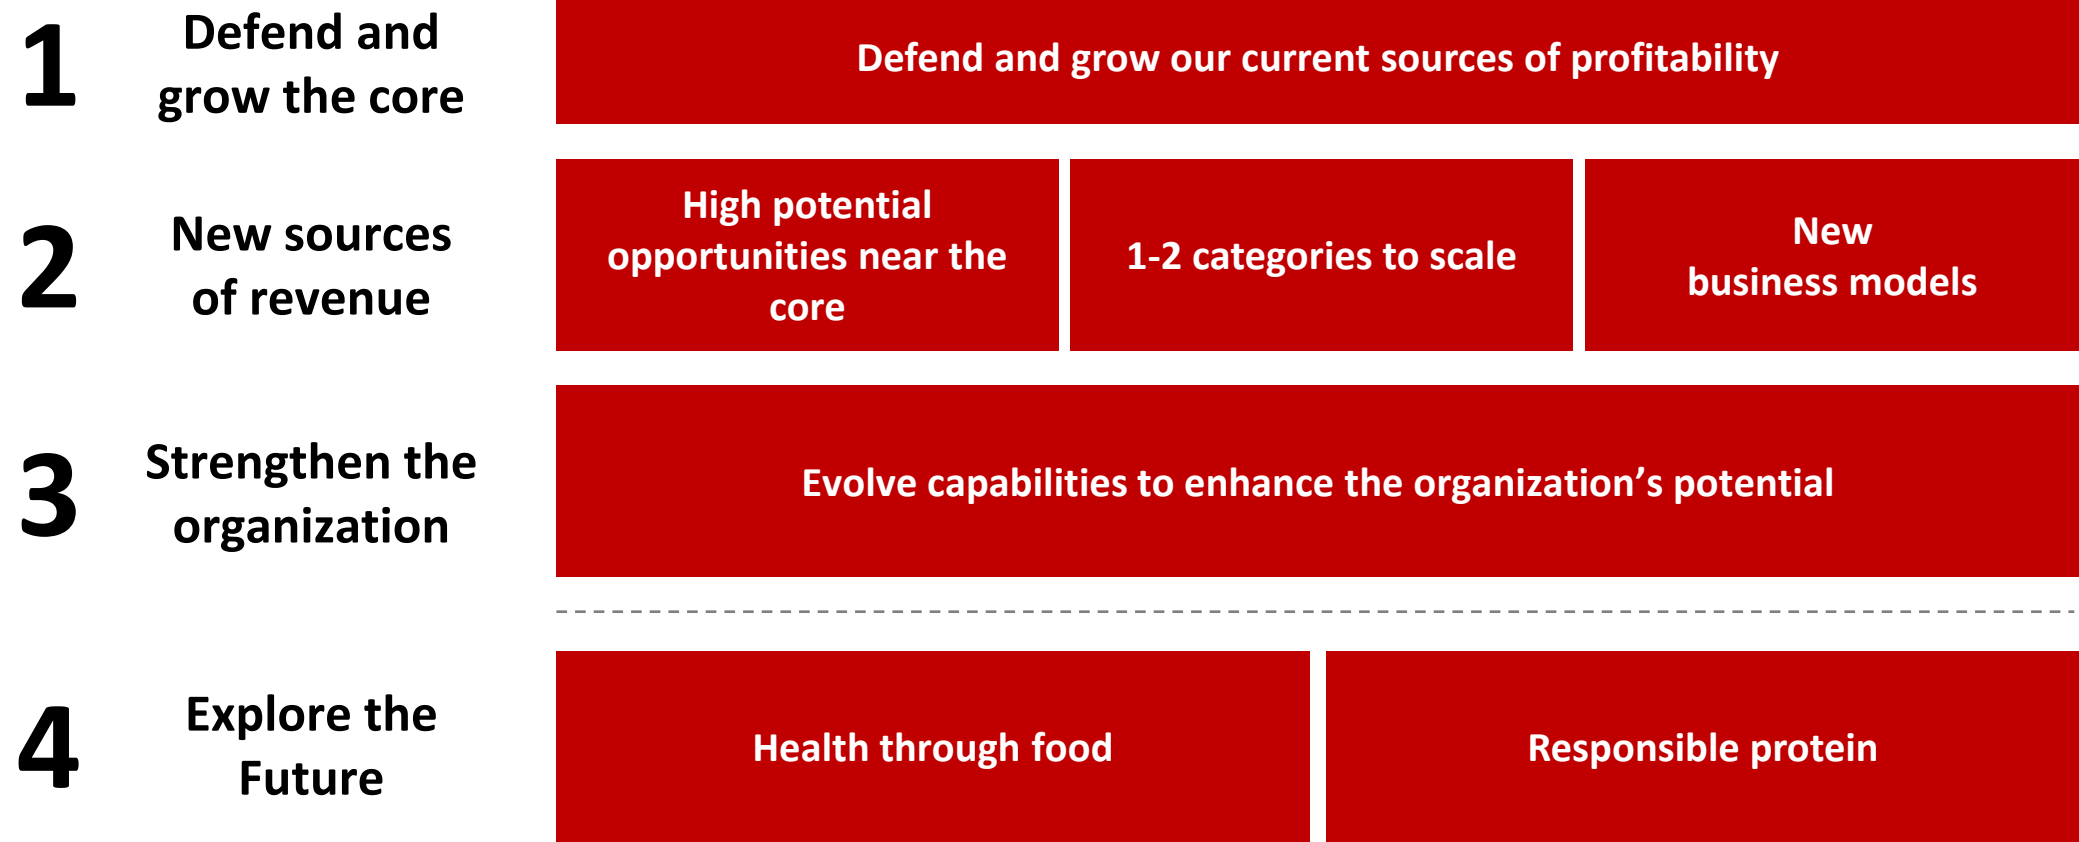 1
Defend and
grow the core
Defend and grow our current sources of profitability
2
New sources
of revenue
High potential
opportunities near the
core
1-2 categories to scale
New
business models
3
Strengthen the
organization
Evolve capabilities to enhance the organization’s potential
4
Explore the
Future
Health through food
Responsible protein